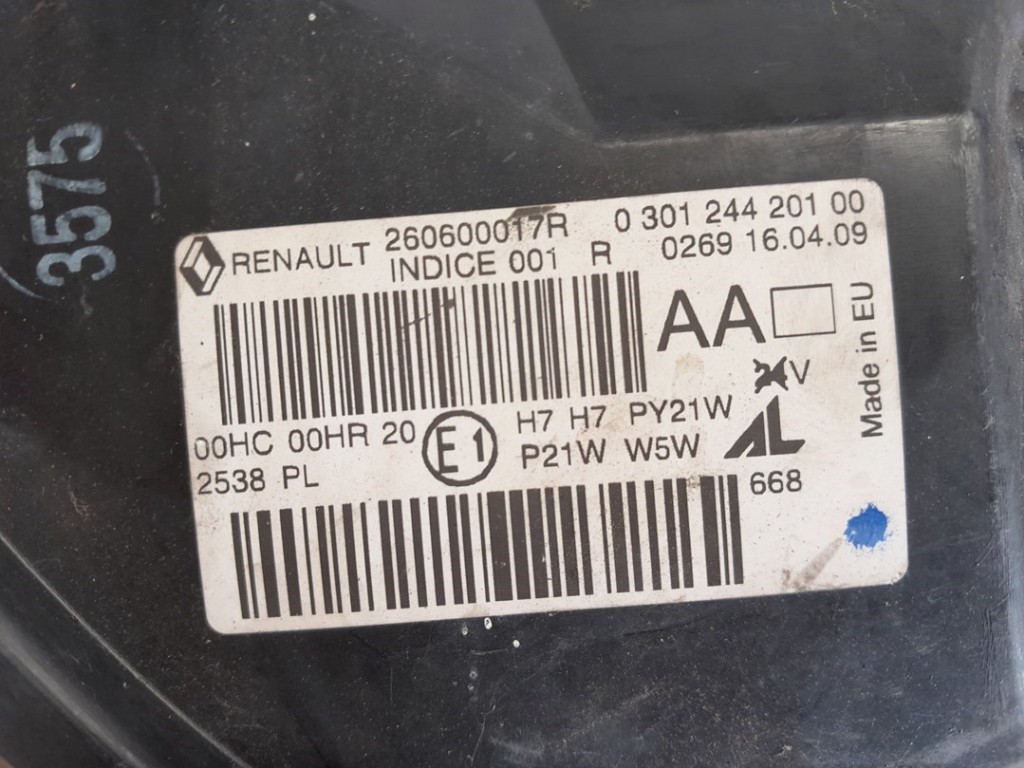 3575
RENAULT 260600017R 0 301 244 201 00
INDICE 001 R 0269 16.04.09
AA
Made in EU
V
00HC 00HR 20 E1 H7 H7 PY21W
2538 PL P21W W5W AL
668